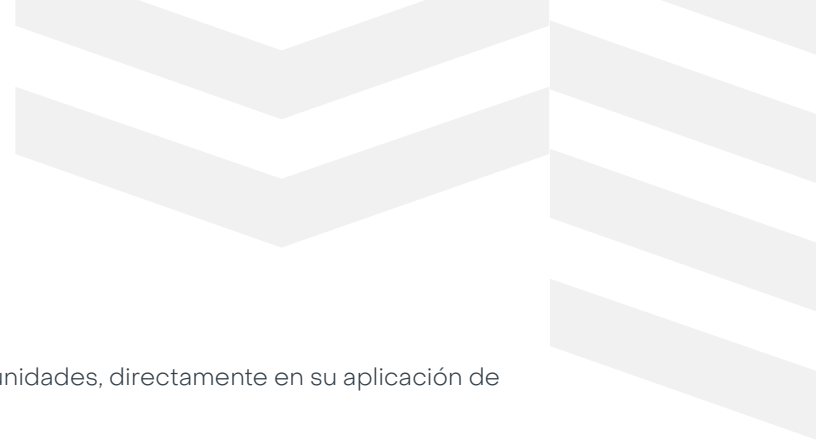 unidades, directamente en su aplicación de